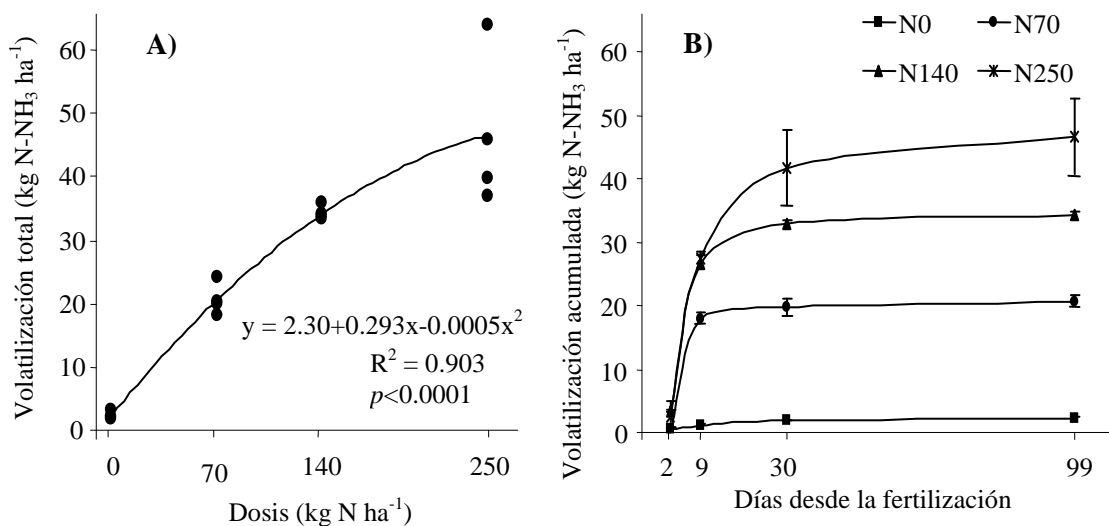 A)
Volatilización total (kg N-NH₃ ha⁻¹)
60
50
40
30
20
10
0
y = 2.30+0.293x-0.0005x²
R² = 0.903
p<0.0001
0 70 140 250
Dosis (kg N ha⁻¹)
B)
N0 N70
N140 N250
Volatilización acumulada (kg N-NH₃ ha⁻¹)
60
50
40
30
20
10
0
2 9 30 99
Días desde la fertilización